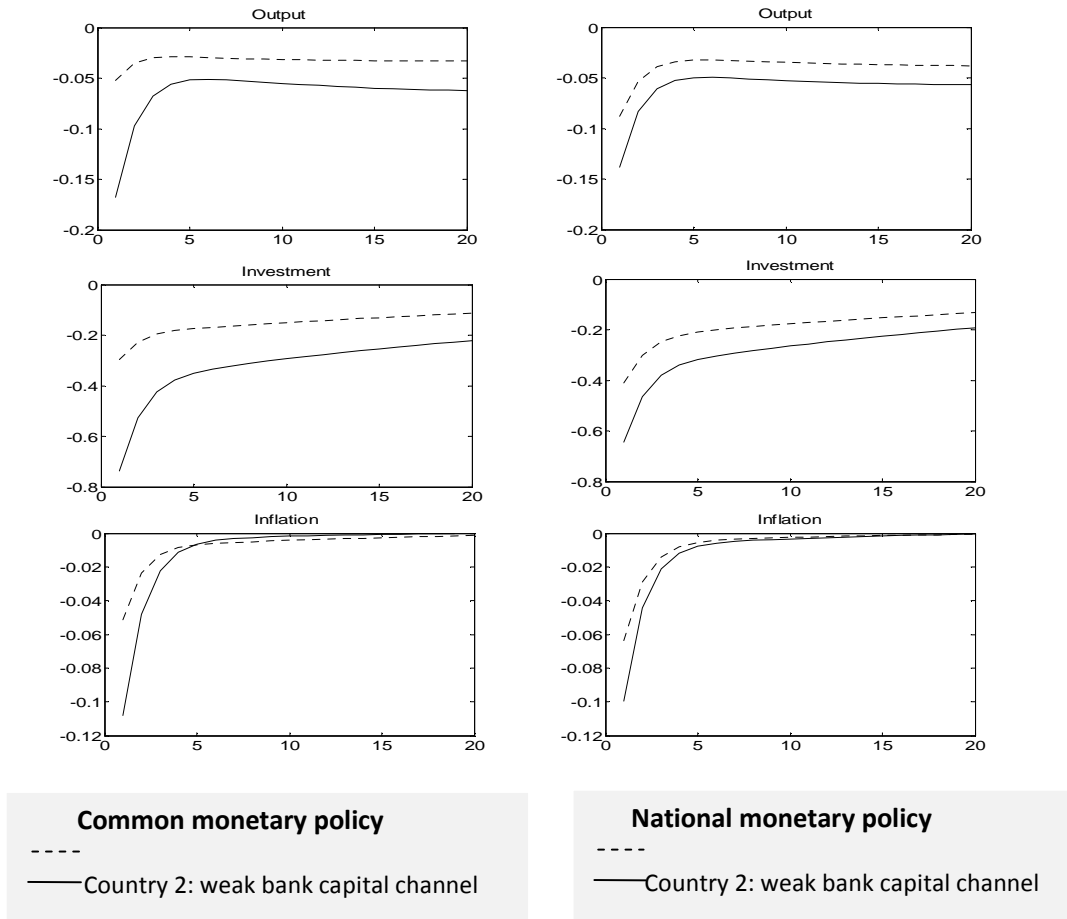 Output
0
-0.05
-0.1
-0.15
-0.2
0 5 10 15 20
Investment
0
-0.2
-0.4
-0.6
-0.8
0 5 10 15 20
Inflation
0
-0.02
-0.04
-0.06
-0.08
-0.1
-0.12
0 5 10 15 20
Common monetary policy
Country 2: weak bank capital channel
Output
0
-0.05
-0.1
-0.15
-0.2
0 5 10 15 20
Investment
0
-0.2
-0.4
-0.6
-0.8
0 5 10 15 20
Inflation
0
-0.02
-0.04
-0.06
-0.08
-0.1
-0.12
0 5 10 15 20
National monetary policy
Country 2: weak bank capital channel